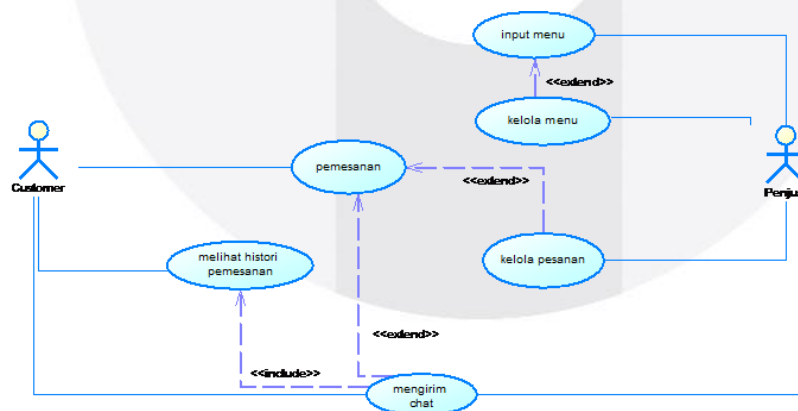 input menu
<<extend>>
kelola menu
pemesanan
<<extend>>
Customer
Penju
melihat histori
pemesanan
kelola pesanan
<<extend>>
<<include>>
mengirim
chat